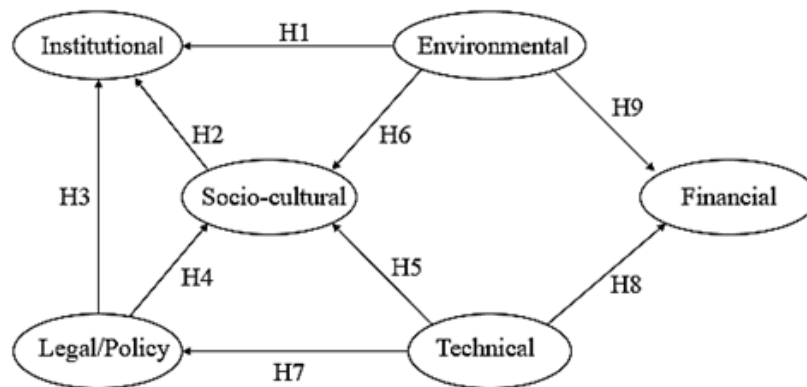 Institutional
H1
Environmental
H2
H6
H9
H3
Socio-cultural
Financial
H4
H5
H8
Legal/Policy
H7
Technical